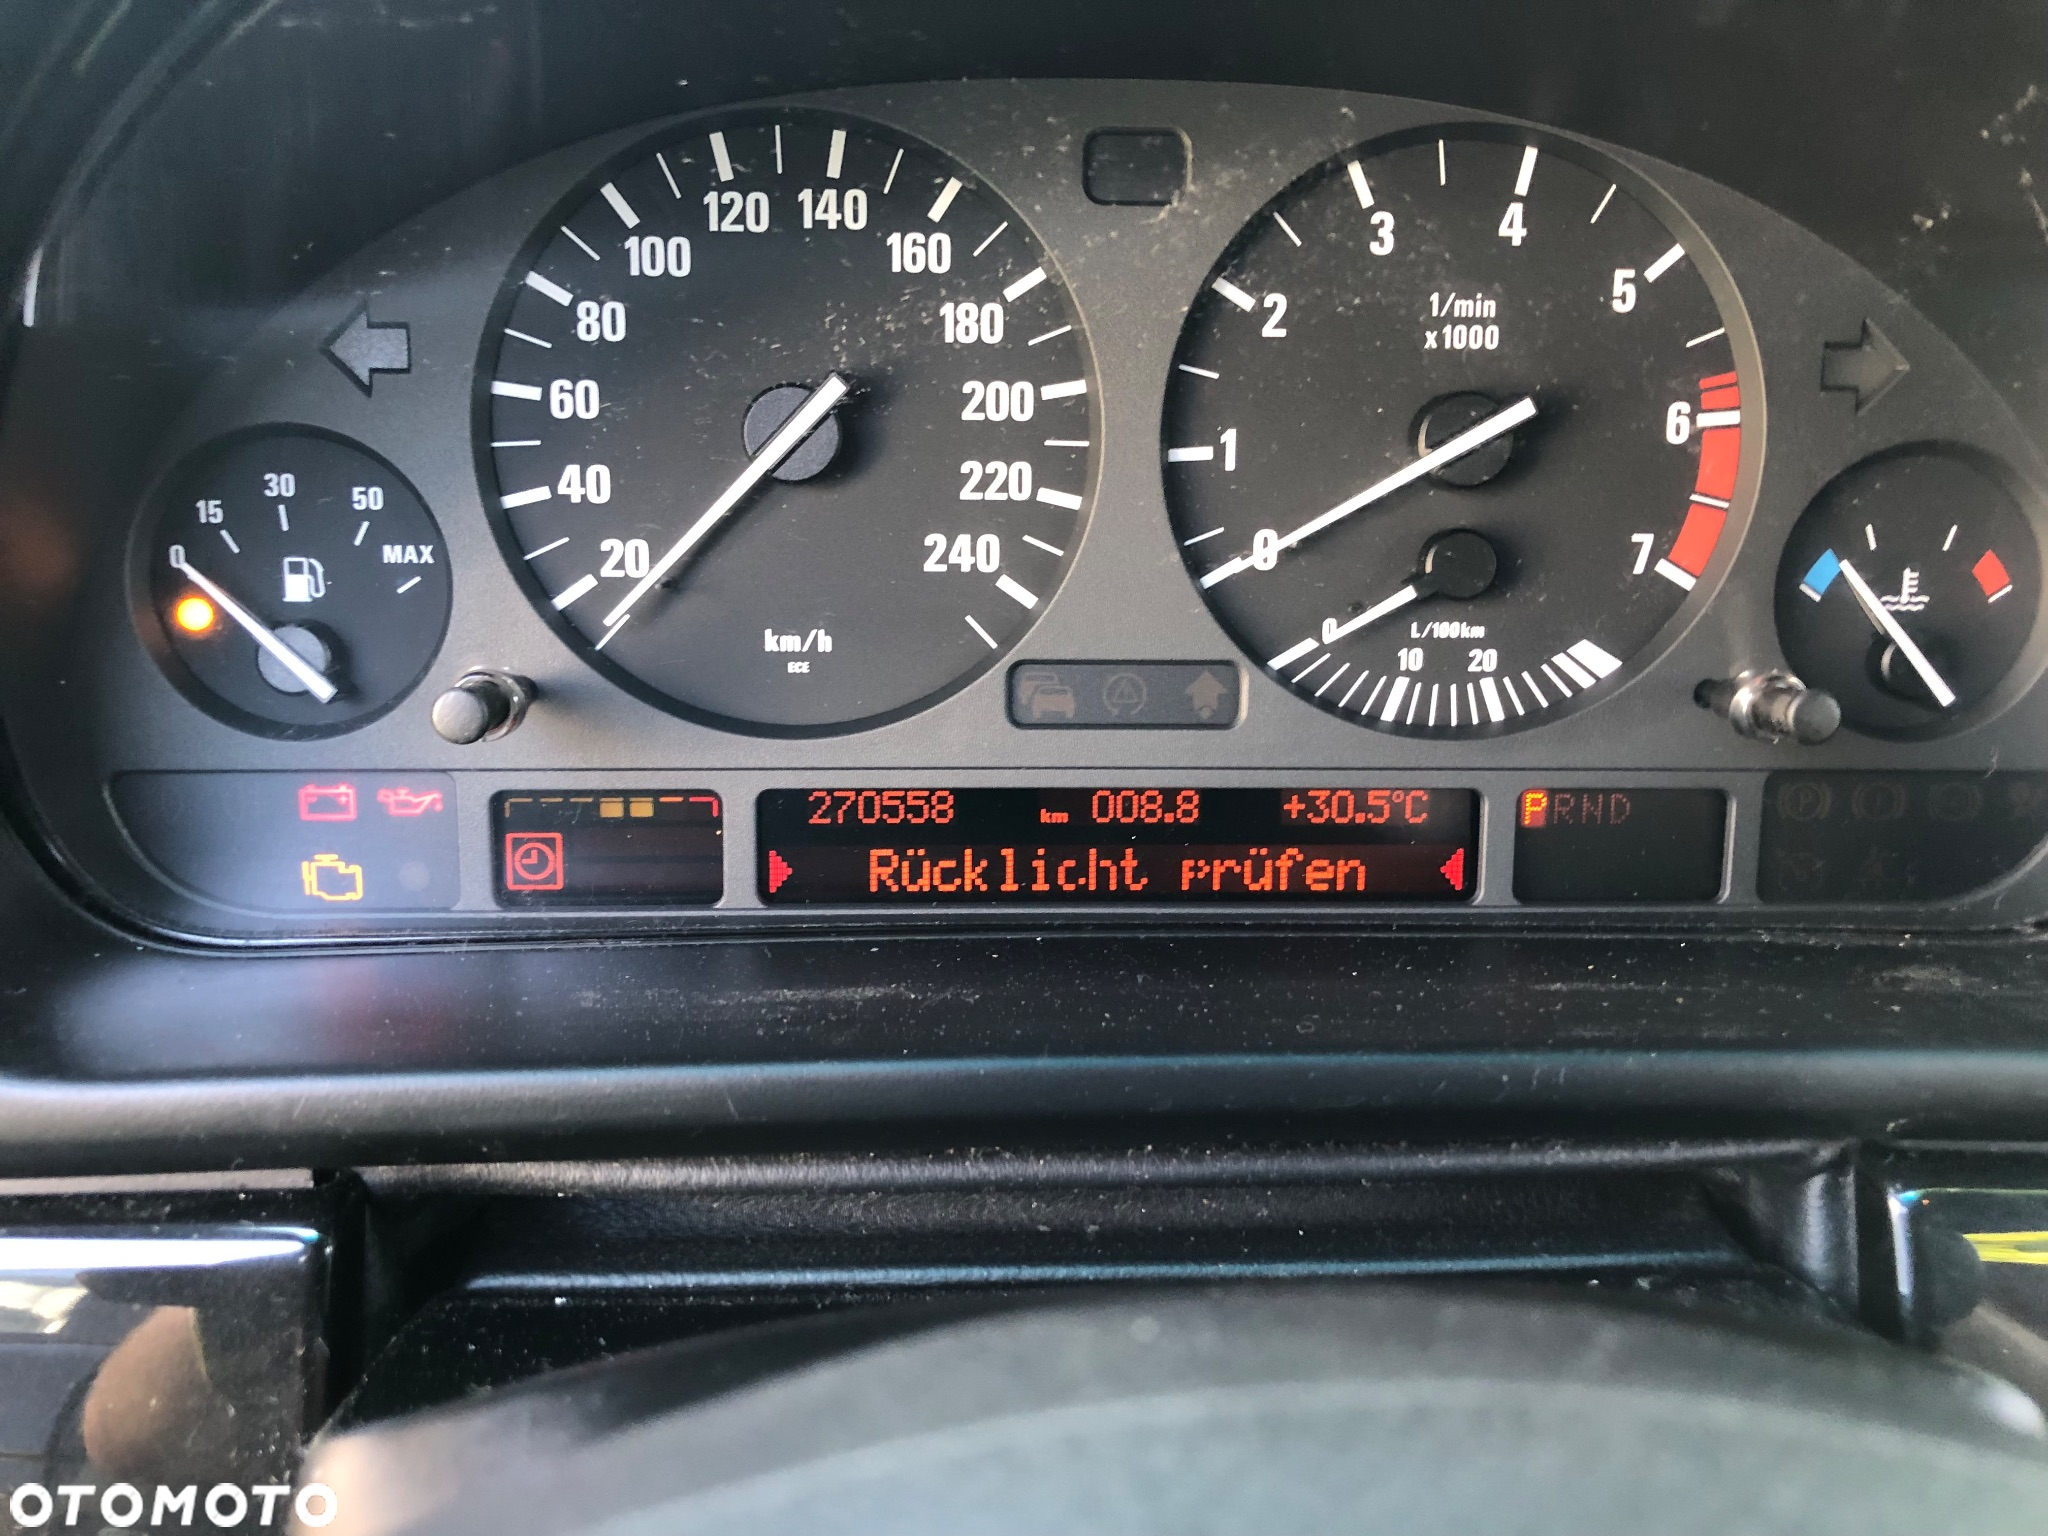 120 140
100 160
80 180
60 200
40 220
20 240
km/h
ECE
3 4
2 5
1/min
x1000
1 6
0 7
0
L/100km
10 20
0 15 30 50 MAX
270558 km 008.8 +30.5°C
Rücklicht prüfen
PRND
OTOMOTO